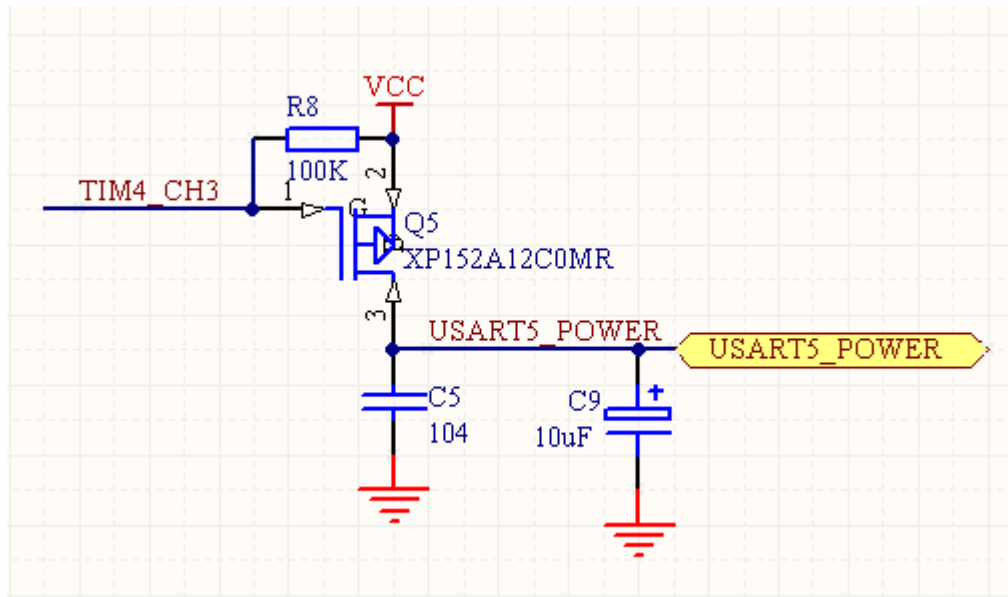 VCC
R8
100K
2
TIM4_CH3
1
G
Q5
XP152A12C0MR
3
USART5_POWER
USART5_POWER
C5
104
C9
+
10uF